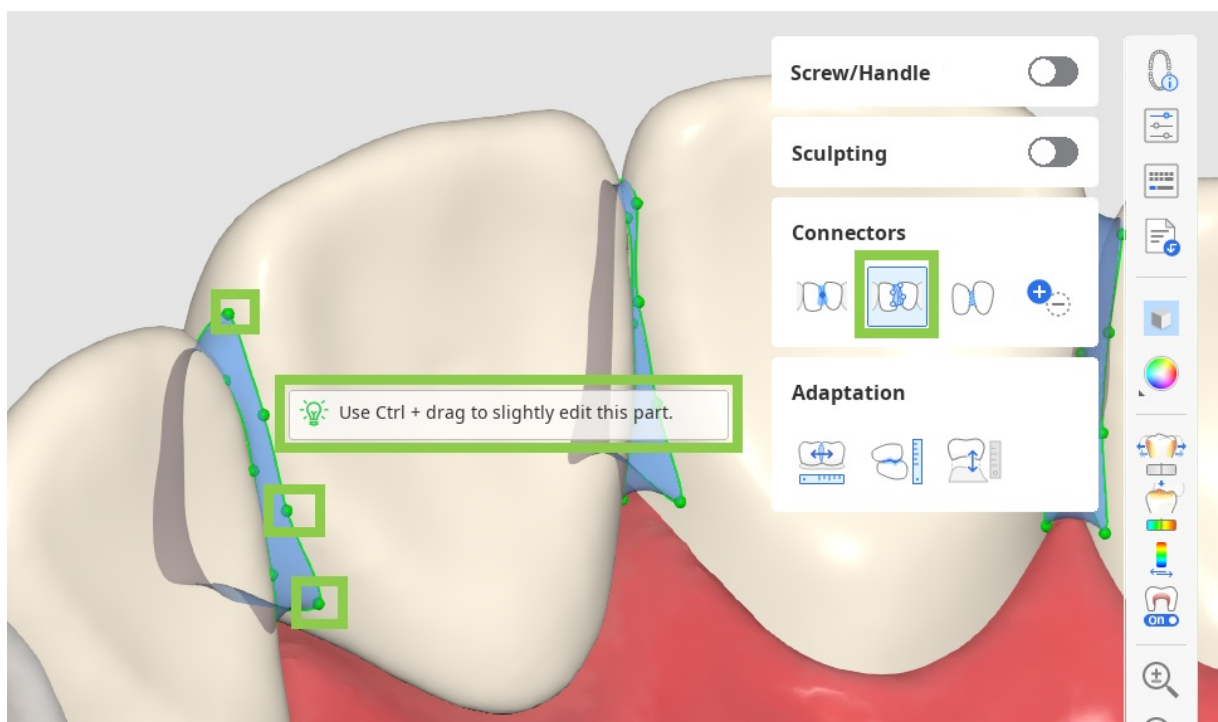 Screw/Handle
Sculpting
Connectors
Use Ctrl + drag to slightly edit this part.
Adaptation
On